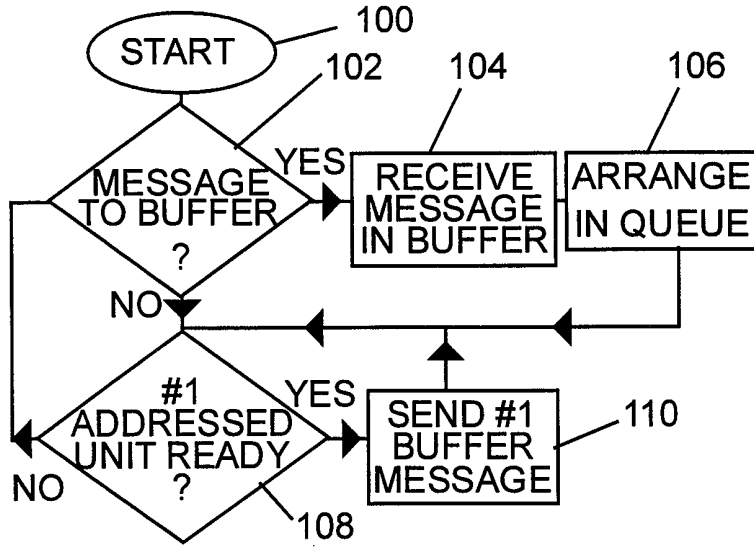 START
100
102
MESSAGE
TO BUFFER
?
YES
104
RECEIVE
MESSAGE
IN BUFFER
106
ARRANGE
IN QUEUE
NO
#1
ADDRESSED
UNIT READY
?
YES
NO
108
SEND #1
BUFFER
MESSAGE
110